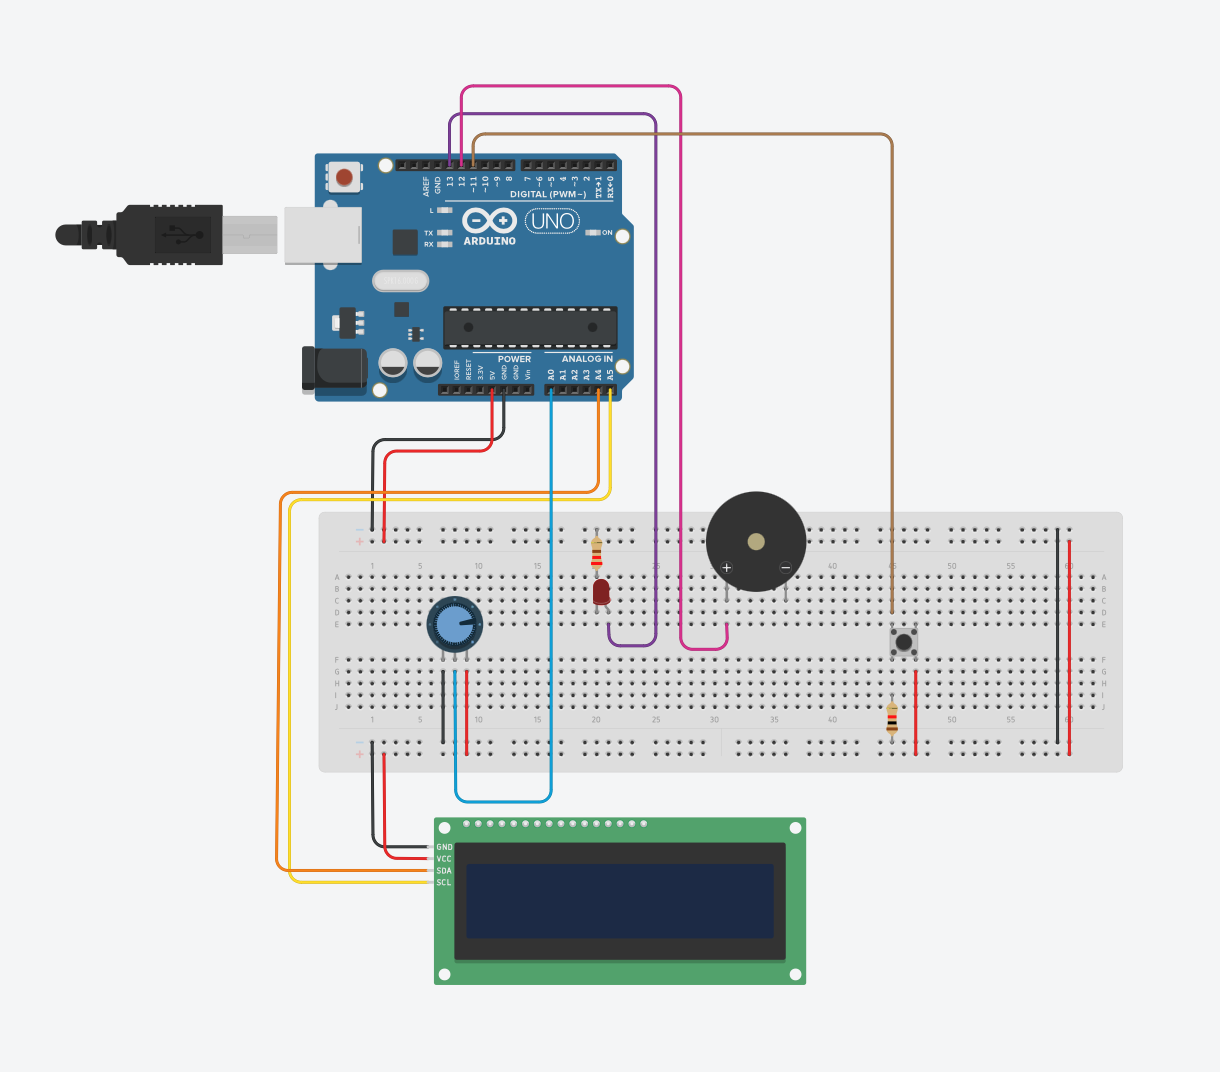 AREF
GND
13
12
~11
~10
~9
8
7
~6
~5
4
~3
2
TX→1
RX←0
DIGITAL (PWM~)
L
TX
RX
ARDUINO
UNO
ON
POWER
ANALOG IN
IOREF
RESET
3.3V
5V
GND
GND
Vin
A0
A1
A2
A3
A4
A5
− +
1 5 10 15 20 25 30 35 40 45 50 55 60
A A
B B
C C
D D
E E
F F
G G
H H
I I
J J
1 5 10 15 20 25 30 35 40 45 50 55 60
− +
GND
VCC
SDA
SCL